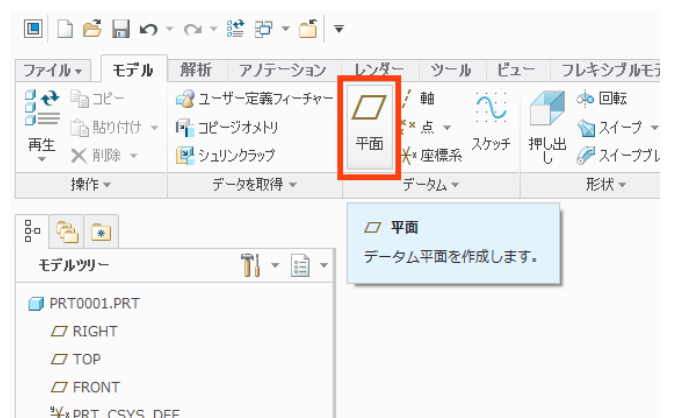 ファイル▾ モデル 解析 アノテーション レンダー ツール ビュー フレキシブルモデ
再生
コピー
貼り付け
削除
操作
ユーザー定義フィーチャー
コピージオメトリ
シュリンクラップ
データを取得
平面
軸
点
座標系
スケッチ
データム
押し出し
回転
スイープ
スイープブレ
形状
平面
データム平面を作成します。
モデルツリー
PRT0001.PRT
RIGHT
TOP
FRONT
PRT_CSYS_DEF